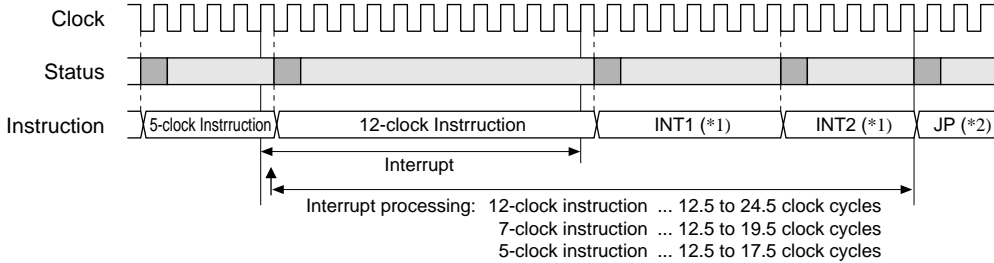 Clock
Status
Instruction
5-clock Instrruction 12-clock Instrruction INT1 (*1) INT2 (*1) JP (*2)
Interrupt
Interrupt processing: 12-clock instruction ... 12.5 to 24.5 clock cycles
7-clock instruction ... 12.5 to 19.5 clock cycles
5-clock instruction ... 12.5 to 17.5 clock cycles